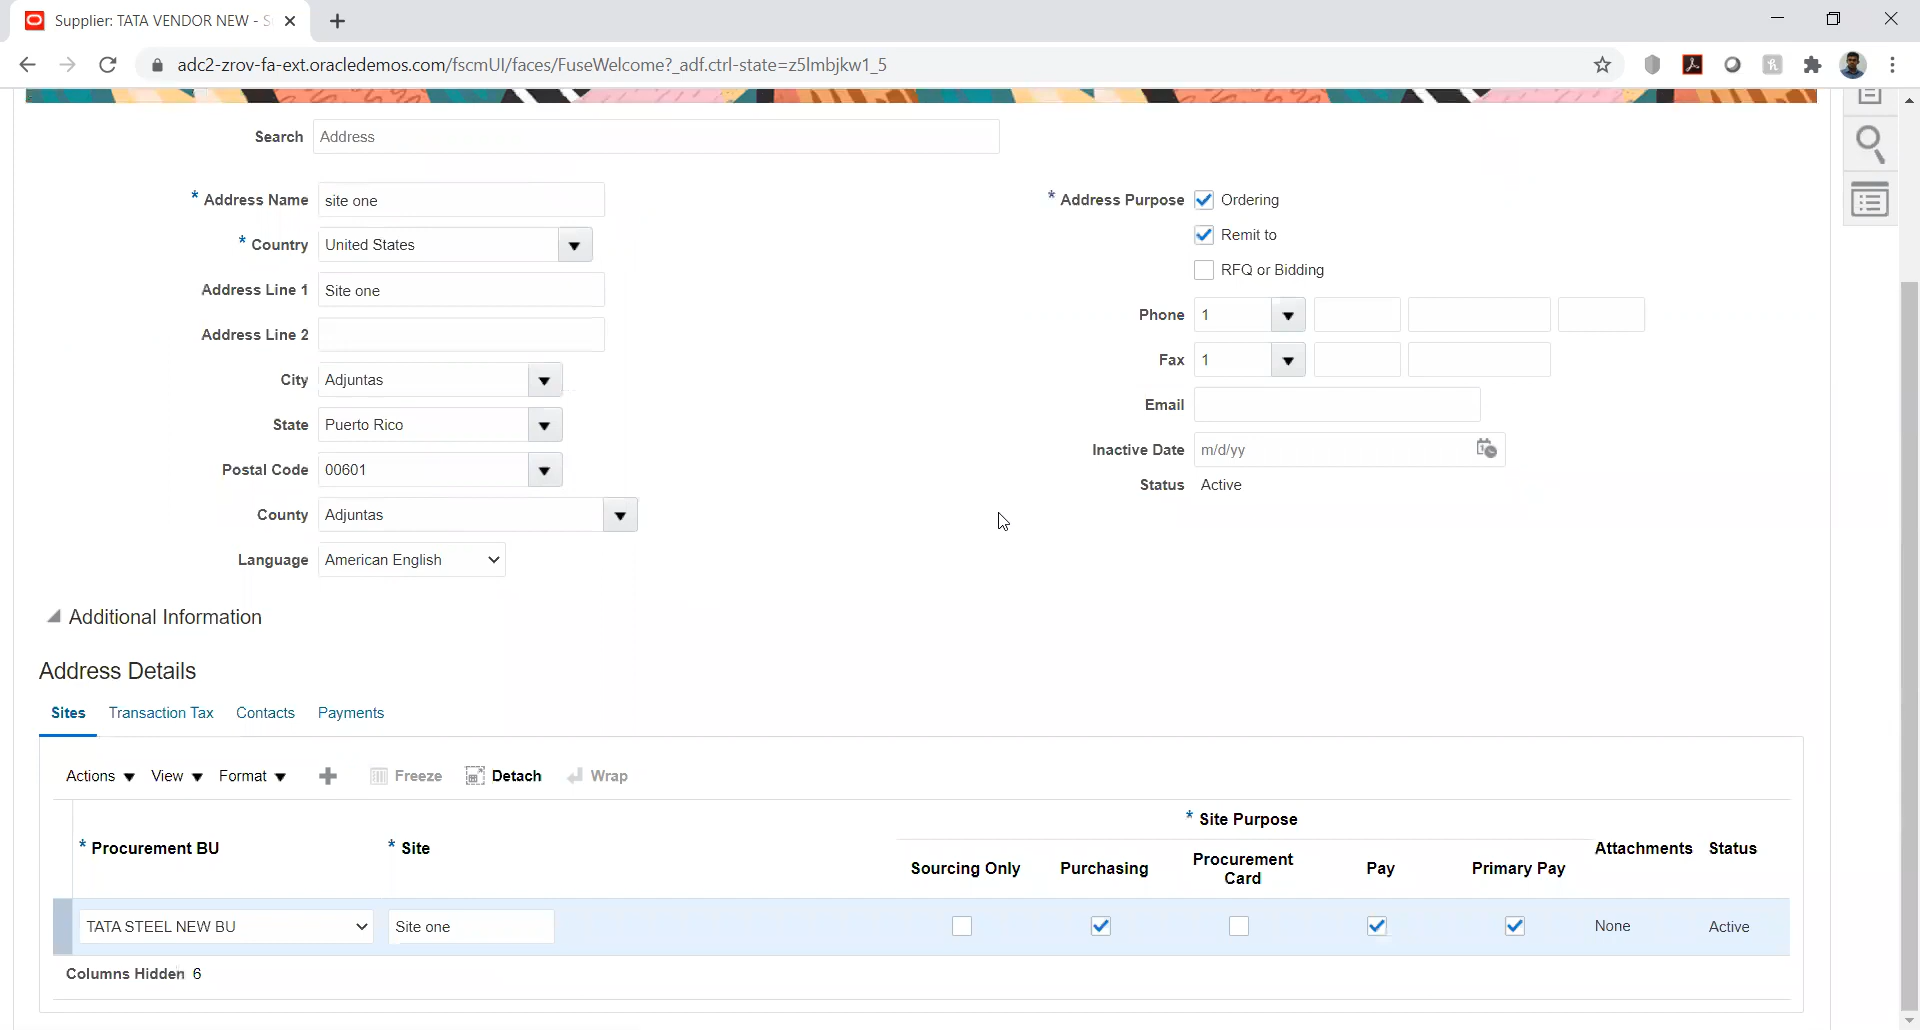 Supplier: TATA VENDOR NEW - S
adc2-zrov-fa-ext.oracledemos.com/fscmUI/faces/FuseWelcome?_adf.ctrl-state=z5lmbjkw1_5
Search Address
* Address Name site one
* Country United States
Address Line 1 Site one
Address Line 2
City Adjuntas
State Puerto Rico
Postal Code 00601
County Adjuntas
Language American English
* Address Purpose Ordering
Remit to
RFQ or Bidding
Phone 1
Fax 1
Email
Inactive Date m/d/yy
Status Active
Additional Information
Address Details
Sites Transaction Tax Contacts Payments
Actions View Format Freeze Detach Wrap
* Site Purpose
* Procurement BU * Site Sourcing Only Purchasing Procurement Card Pay Primary Pay Attachments Status
TATA STEEL NEW BU Site one None Active
Columns Hidden 6